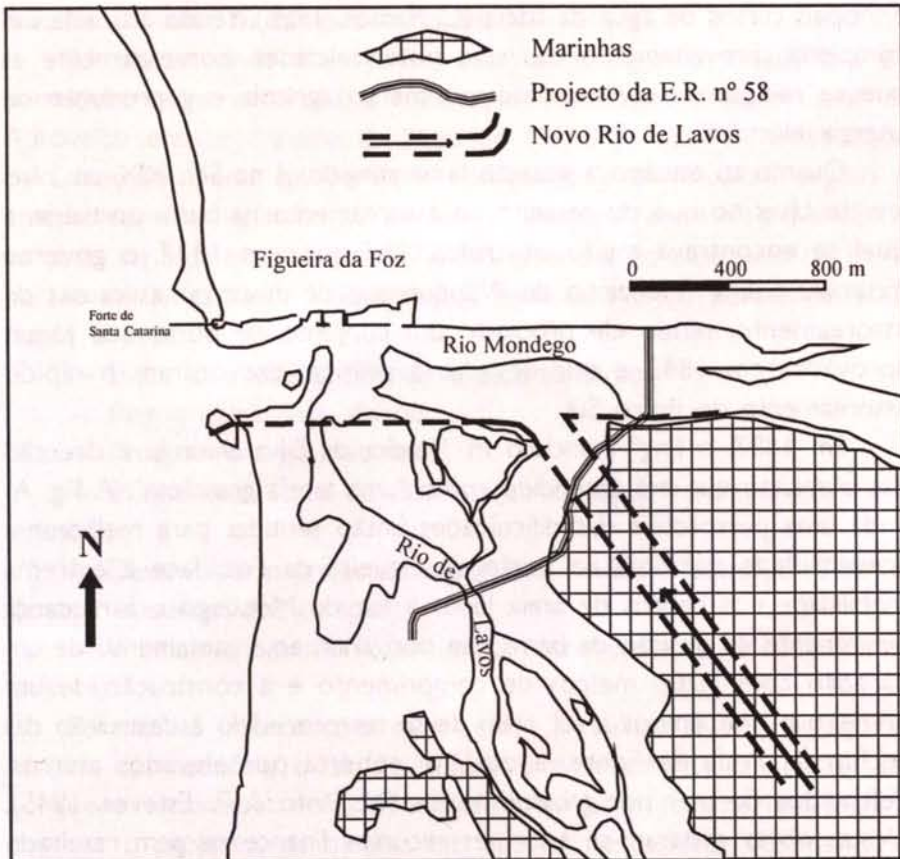 Marinhas
Projecto da E.R. nº 58
Novo Rio de Lavos
Figueira da Foz
0 400 800 m
Forte de
Santa Catarina
Rio Mondego
N
Rio de
Lavos